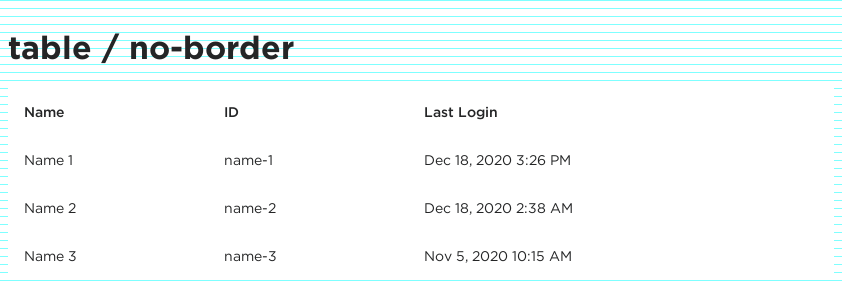 table / no-border
Name ID Last Login
Name 1 name-1 Dec 18, 2020 3:26 PM
Name 2 name-2 Dec 18, 2020 2:38 AM
Name 3 name-3 Nov 5, 2020 10:15 AM